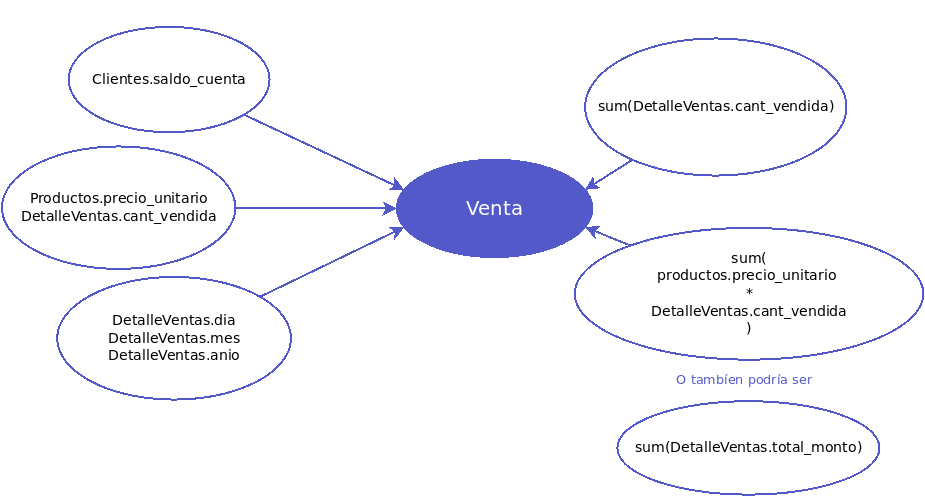 Clientes.saldo_cuenta
Productos.precio_unitario
DetalleVentas.cant_vendida
DetalleVentas.dia
DetalleVentas.mes
DetalleVentas.anio
Venta
sum(DetalleVentas.cant_vendida)
sum(
productos.precio_unitario
*
DetalleVentas.cant_vendida
)
O tambíen podría ser
sum(DetalleVentas.total_monto)